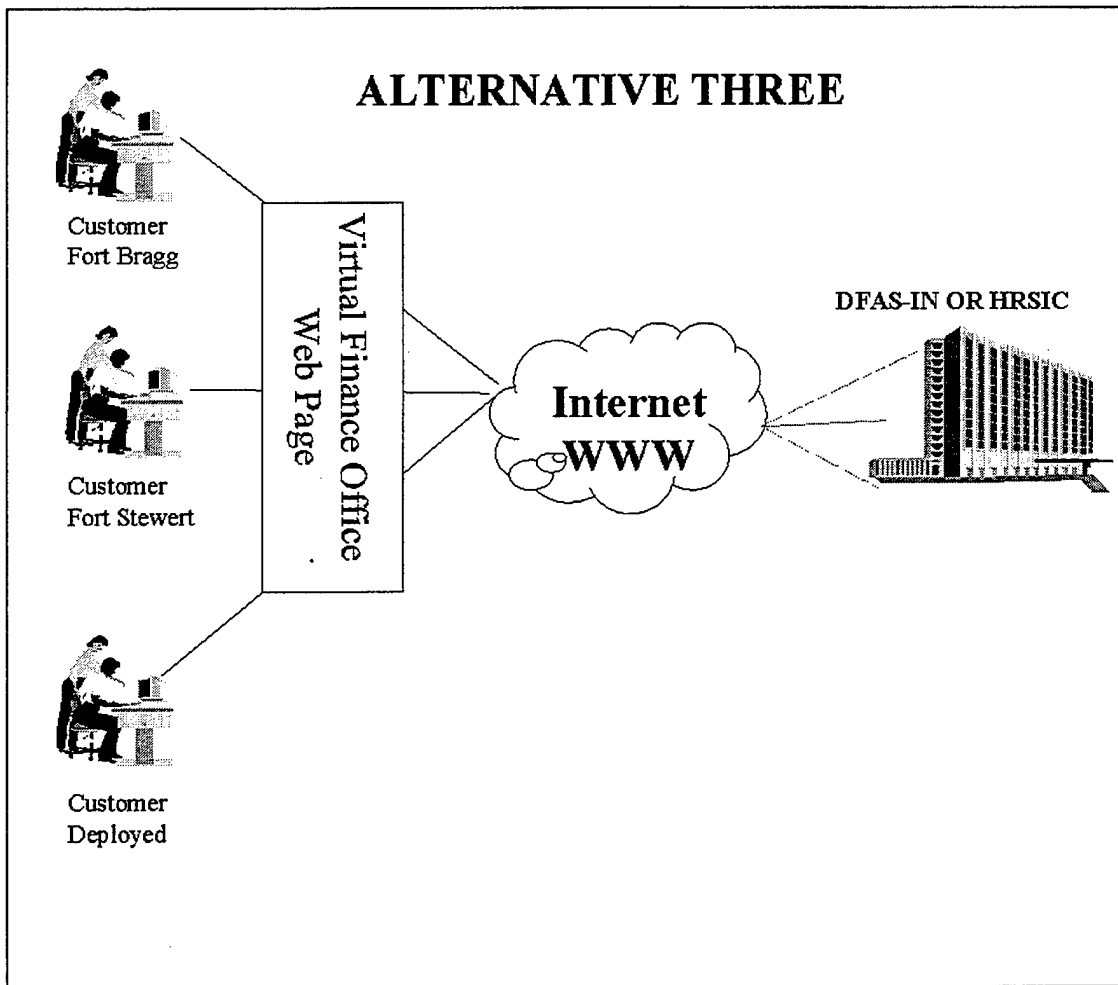 ALTERNATIVE THREE
Customer
Fort Bragg
Customer
Fort Stewert
Customer
Deployed
Virtual Finance Office
Web Page
Internet
WWW
DFAS-IN OR HRSIC